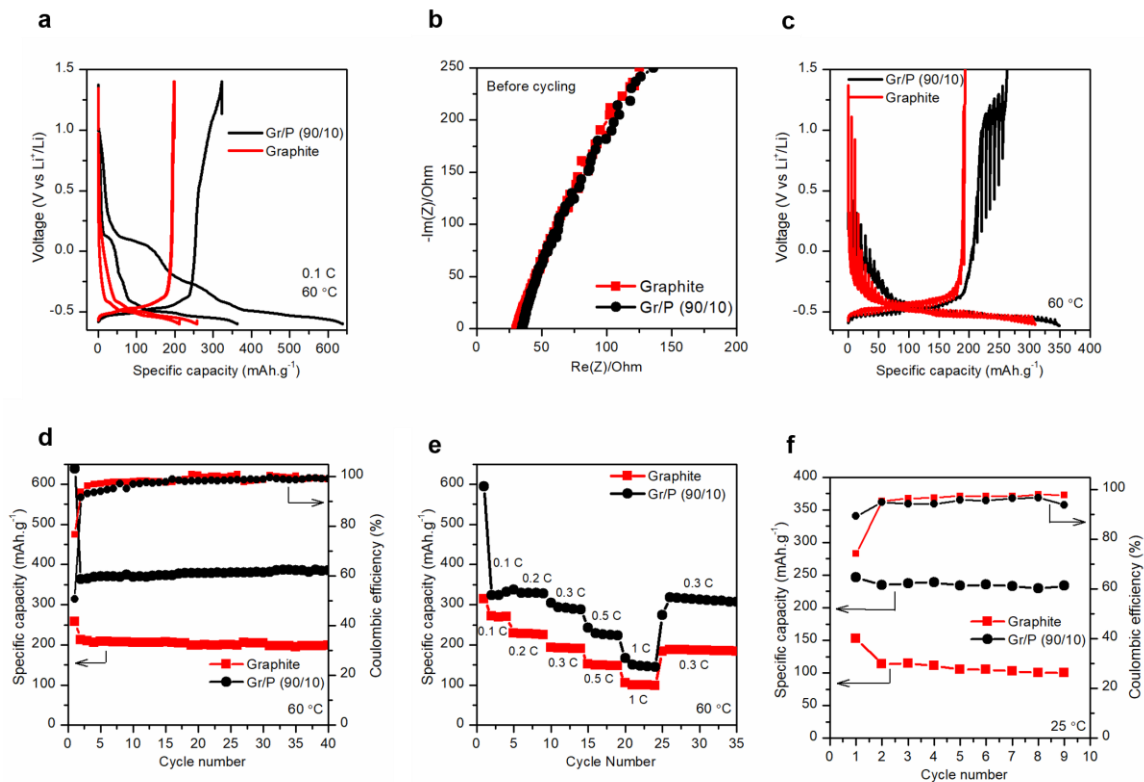 a
1.5
1.0
0.5
0.0
-0.5
Voltage (V vs Li⁺/Li)
Gr/P (90/10)
Graphite
0.1 C
60 °C
0 100 200 300 400 500 600
Specific capacity (mAh.g⁻¹)
b
250
200
150
100
50
0
-Im(Z)/Ohm
Before cycling
Graphite
Gr/P (90/10)
0 50 100 150 200
Re(Z)/Ohm
c
1.5
1.0
0.5
0.0
-0.5
Voltage (V vs Li⁺/Li)
Gr/P (90/10)
Graphite
60 °C
0 100 200 300 400
Specific capacity (mAh.g⁻¹)
d
600
500
400
300
200
100
0
Specific capacity (mAh.g⁻¹)
100
80
60
40
20
0
Coulombic efficiency (%)
Graphite
Gr/P (90/10)
60 °C
0 5 10 15 20 25 30 35 40
Cycle number
e
600
500
400
300
200
100
0
Specific capacity (mAh.g⁻¹)
Graphite
Gr/P (90/10)
0.1 C
0.2 C
0.3 C
0.5 C
1 C
0.3 C
0.1 C
0.2 C
0.3 C
0.5 C
1 C
0.3 C
60 °C
0 5 10 15 20 25 30 35
Cycle Number
f
400
350
300
250
200
150
100
50
0
Specific capacity (mAh.g⁻¹)
100
80
60
40
20
0
Coulombic efficiency (%)
Graphite
Gr/P (90/10)
25 °C
0 1 2 3 4 5 6 7 8 9 10
Cycle number